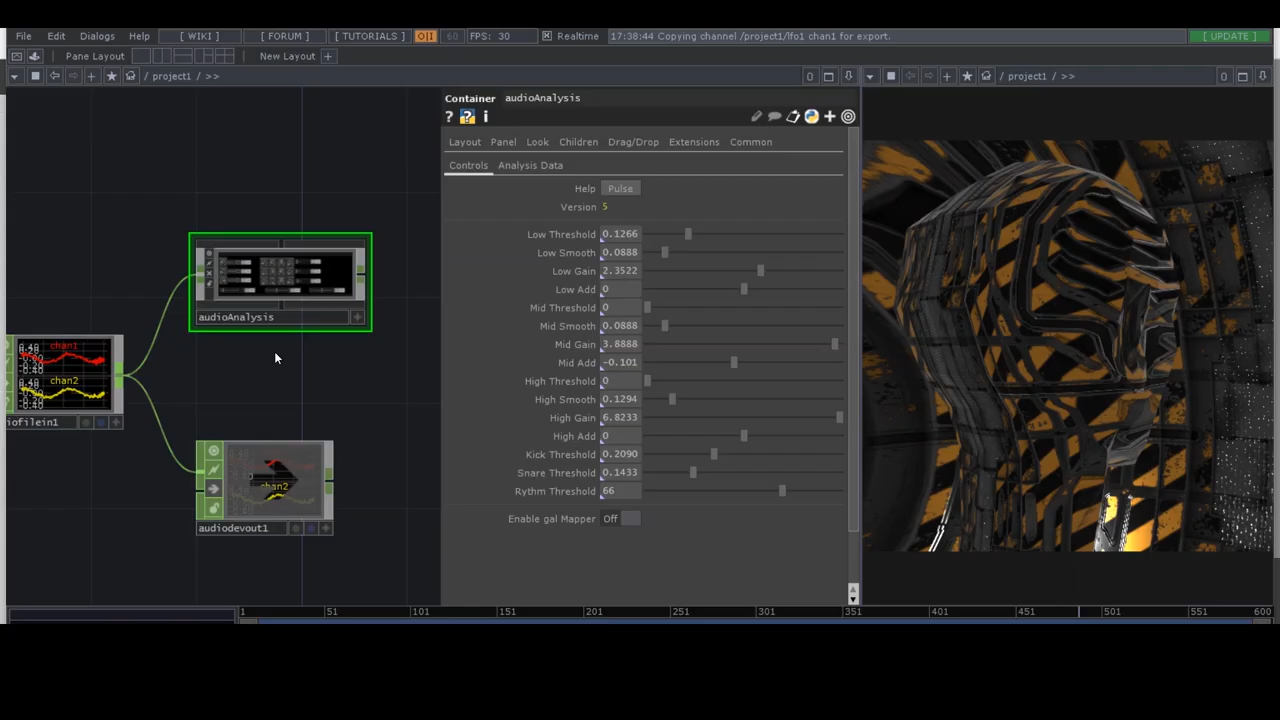 File Edit Dialogs Help [ WIKI ] [ FORUM ] [ TUTORIALS ] O|I 60 FPS: 30 Realtime 17:38:44 Copying channel /project1/lfo1 chan1 for export. [ UPDATE ]
Pane Layout New Layout +
/ project1 / >> 0 / project1 / >> 0
Container audioAnalysis
? ? i
Layout Panel Look Children Drag/Drop Extensions Common
Controls Analysis Data
Help Pulse
Version 5
Low Threshold 0.1266
Low Smooth 0.0888
Low Gain 2.3522
Low Add 0
Mid Threshold 0
Mid Smooth 0.0888
Mid Gain 3.8888
Mid Add -0.101
High Threshold 0
High Smooth 0.1294
High Gain 6.8233
High Add 0
Kick Threshold 0.2090
Snare Threshold 0.1433
Rythm Threshold 66
Enable gal Mapper Off
audioAnalysis
chan1
chan2
iofilein1
chan2
audiodevout1
1 51 101 151 201 251 301 351 401 451 501 551 600